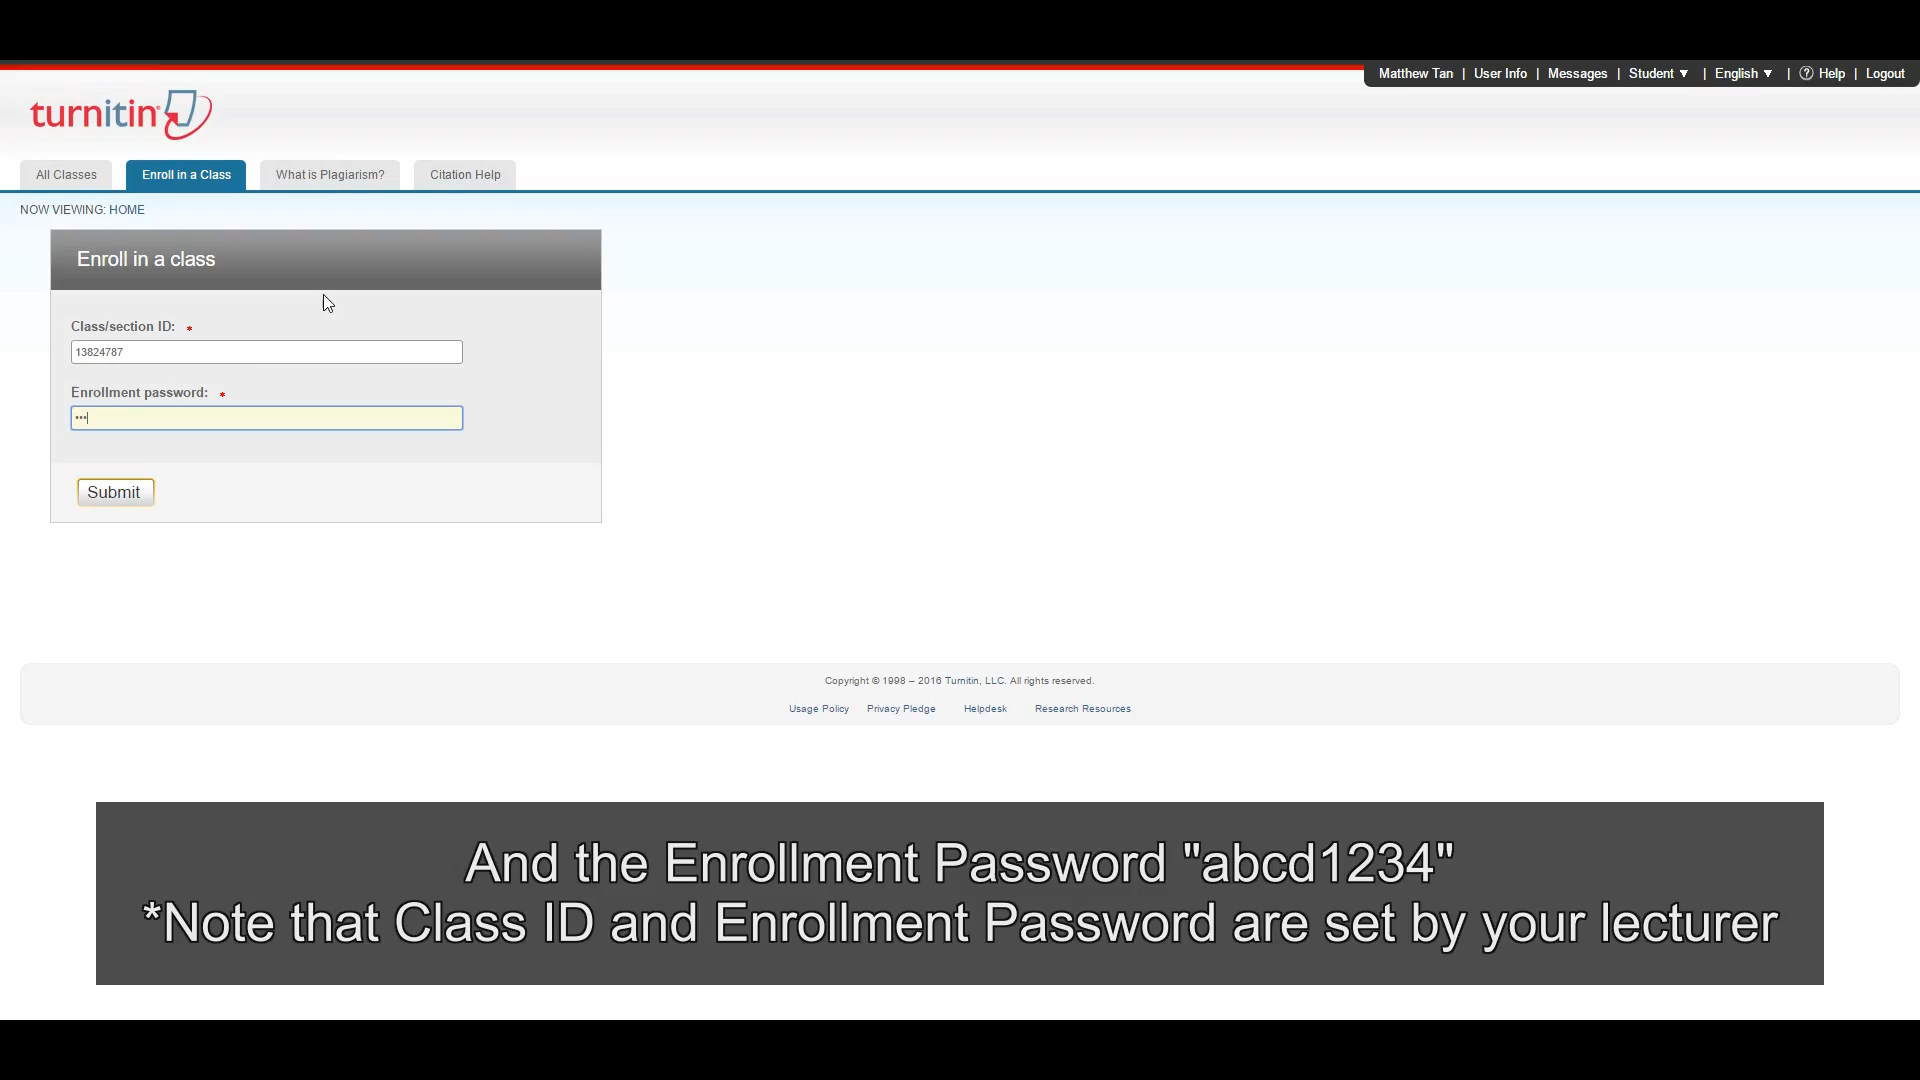 Matthew Tan | User Info | Messages | Student ▼ | English ▼ | ? Help | Logout
turnitin
All Classes
Enroll in a Class
What is Plagiarism?
Citation Help
NOW VIEWING: HOME
Enroll in a class
Class/section ID: *
13824787
Enrollment password: *
•••
Submit
Copyright © 1998 – 2016 Turnitin, LLC. All rights reserved.
Usage Policy Privacy Pledge Helpdesk Research Resources
And the Enrollment Password "abcd1234"
*Note that Class ID and Enrollment Password are set by your lecturer